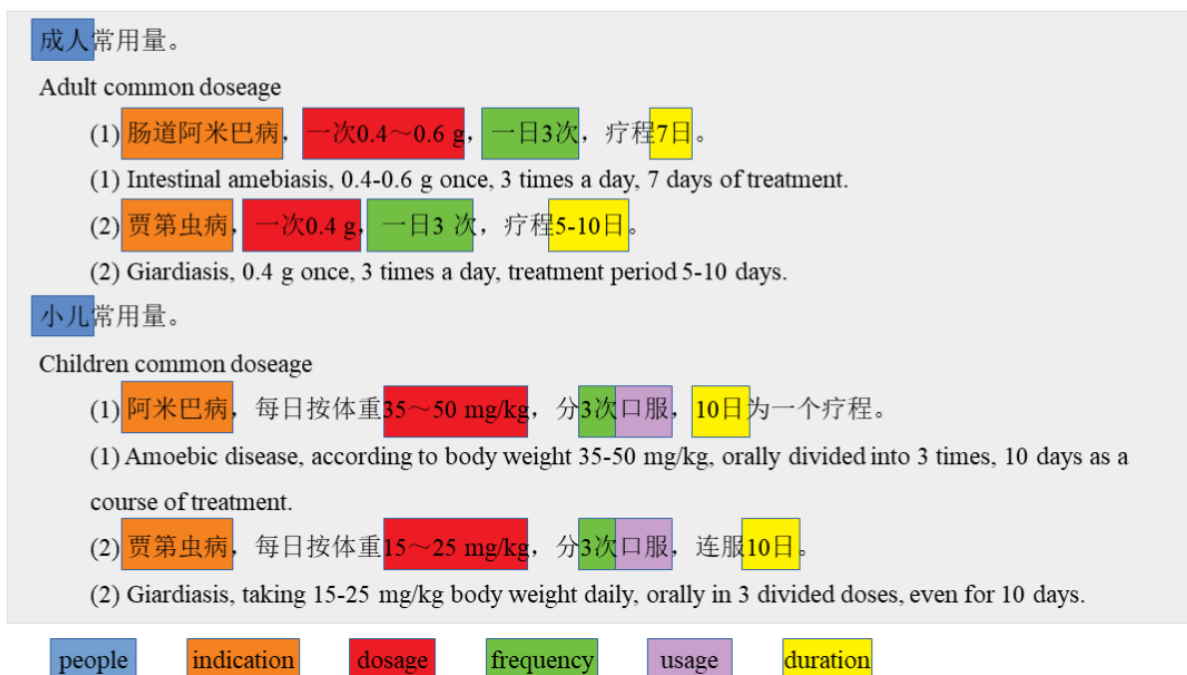 成人常用量。
Adult common doseage
(1) 肠道阿米巴病，一次0.4～0.6 g，一日3次，疗程7日。
(1) Intestinal amebiasis, 0.4-0.6 g once, 3 times a day, 7 days of treatment.
(2) 贾第虫病，一次0.4 g，一日3 次，疗程5-10日。
(2) Giardiasis, 0.4 g once, 3 times a day, treatment period 5-10 days.
小儿常用量。
Children common doseage
(1) 阿米巴病，每日按体重35～50 mg/kg，分3次口服，10日为一个疗程。
(1) Amoebic disease, according to body weight 35-50 mg/kg, orally divided into 3 times, 10 days as a
course of treatment.
(2) 贾第虫病，每日按体重15～25 mg/kg，分3次口服，连服10日。
(2) Giardiasis, taking 15-25 mg/kg body weight daily, orally in 3 divided doses, even for 10 days.
people indication dosage frequency usage duration